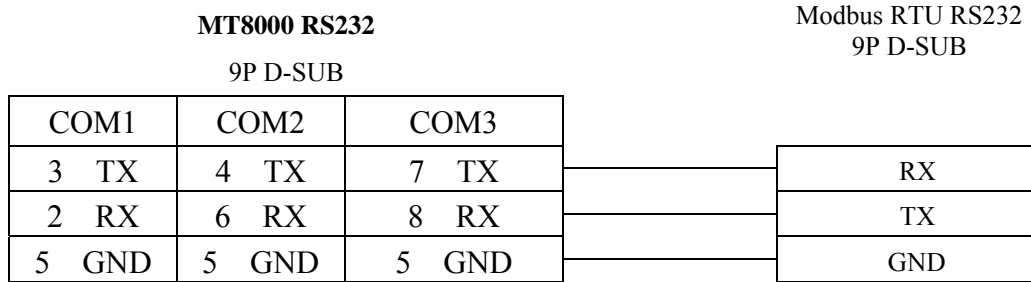 MT8000 RS232
9P D-SUB
Modbus RTU RS232
9P D-SUB
COM1 COM2 COM3
3 TX 4 TX 7 TX RX
2 RX 6 RX 8 RX TX
5 GND 5 GND 5 GND GND